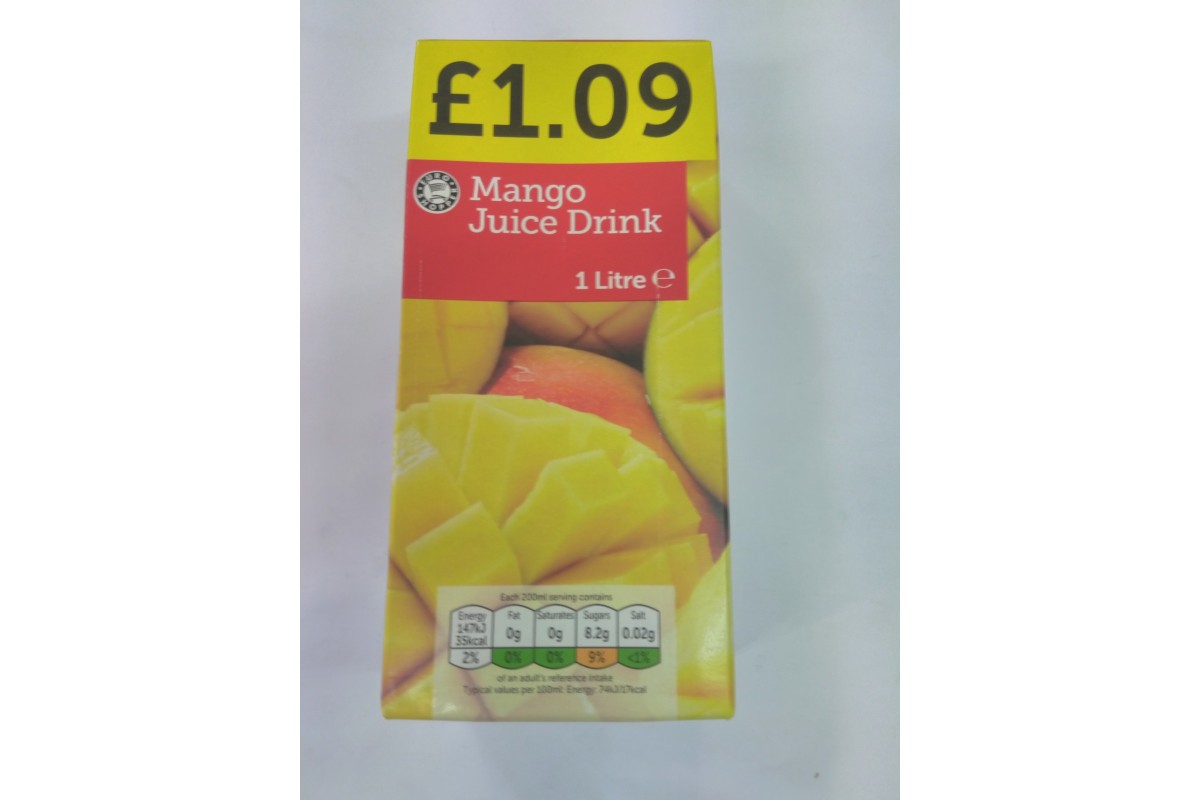 £1.09
EURO SHOPPER
Mango
Juice Drink
1 Litre ℮
Each 200ml serving contains
Energy 147kJ 35kcal 2%
Fat 0g 0%
Saturates 0g 0%
Sugars 8.2g 9%
Salt 0.02g <1%
of an adult's reference intake
Typical values per 100ml: Energy: 74kJ/17kcal